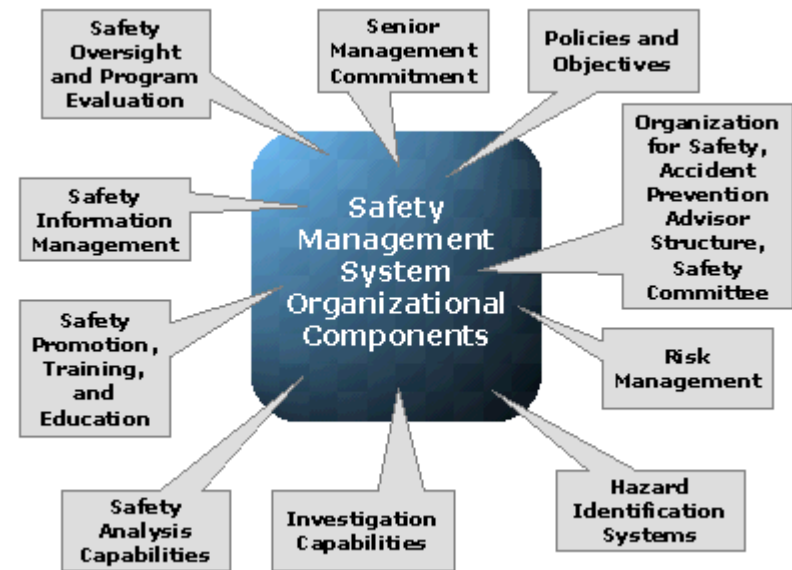 Safety
Oversight
and Program
Evaluation
Senior
Management
Commitment
Policies and
Objectives
Organization
for Safety,
Accident
Prevention
Advisor
Structure,
Safety
Committee
Safety
Information
Management
Safety
Management
System
Organizational
Components
Safety
Promotion,
Training,
and
Education
Risk
Management
Safety
Analysis
Capabilities
Investigation
Capabilities
Hazard
Identification
Systems